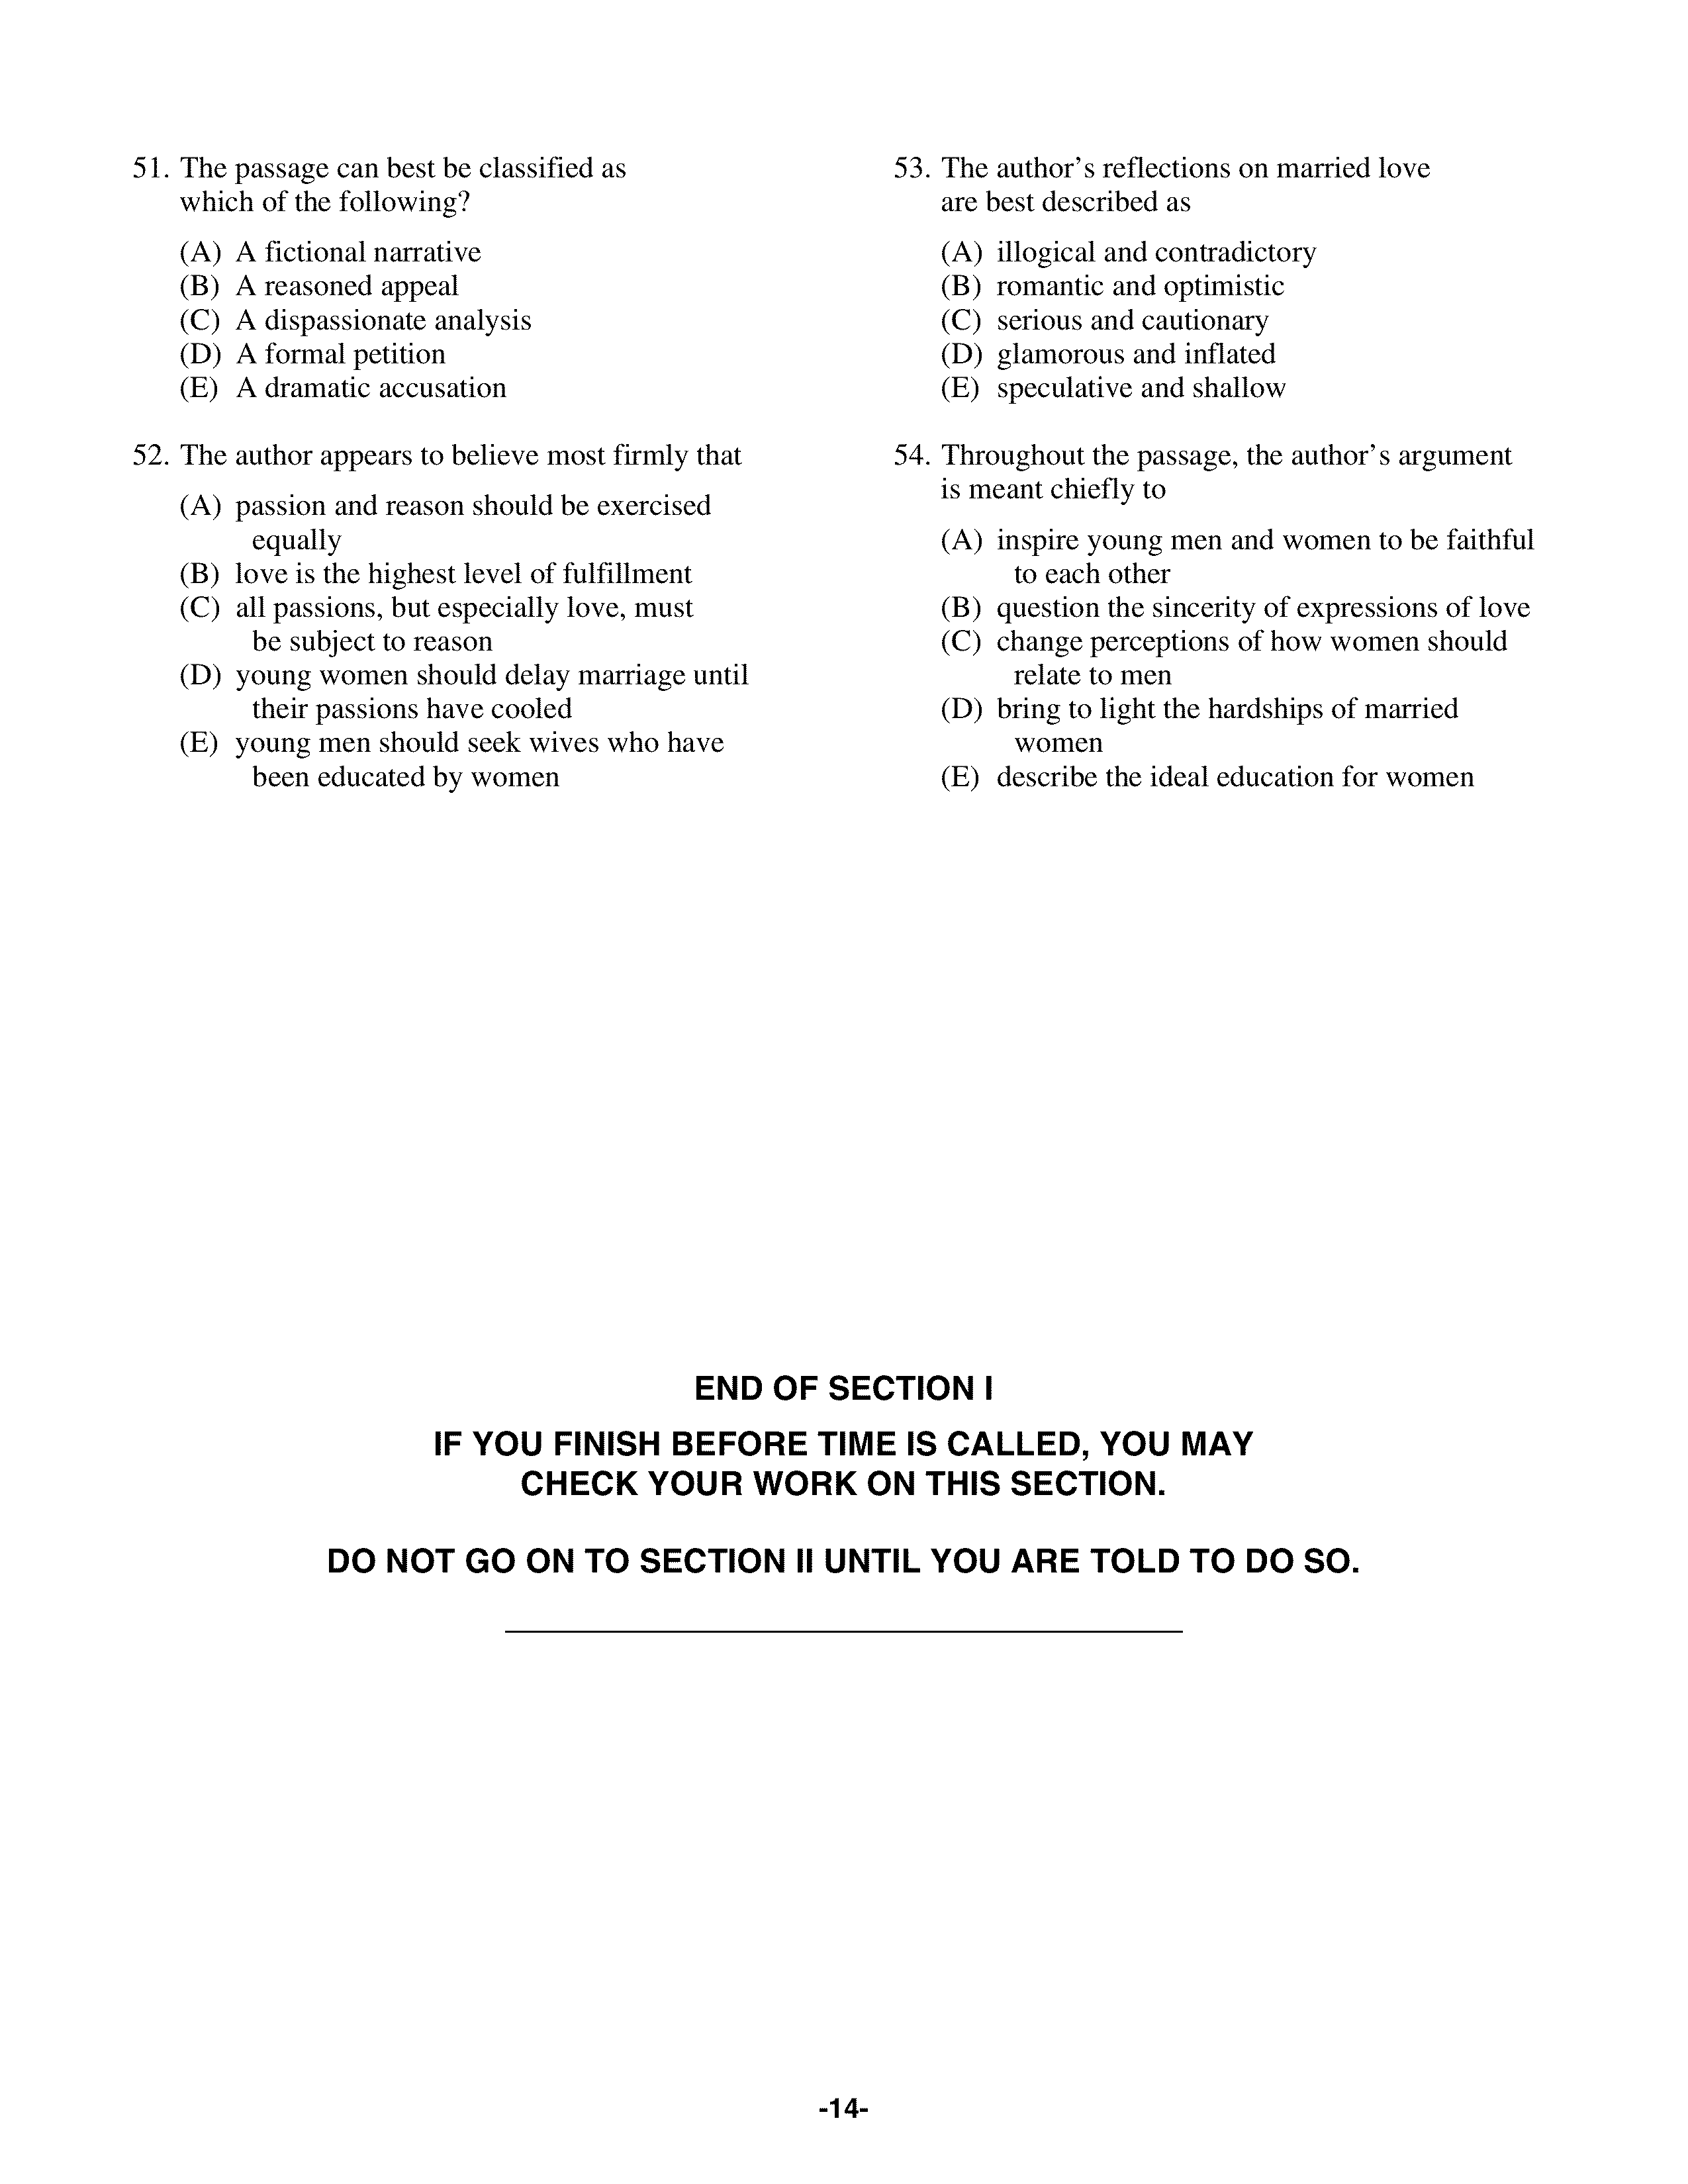 51. The passage can best be classified as
which of the following?
(A) A fictional narrative
(B) A reasoned appeal
(C) A dispassionate analysis
(D) A formal petition
(E) A dramatic accusation
52. The author appears to believe most firmly that
(A) passion and reason should be exercised
equally
(B) love is the highest level of fulfillment
(C) all passions, but especially love, must
be subject to reason
(D) young women should delay marriage until
their passions have cooled
(E) young men should seek wives who have
been educated by women
53. The author's reflections on married love
are best described as
(A) illogical and contradictory
(B) romantic and optimistic
(C) serious and cautionary
(D) glamorous and inflated
(E) speculative and shallow
54. Throughout the passage, the author's argument
is meant chiefly to
(A) inspire young men and women to be faithful
to each other
(B) question the sincerity of expressions of love
(C) change perceptions of how women should
relate to men
(D) bring to light the hardships of married
women
(E) describe the ideal education for women
END OF SECTION I
IF YOU FINISH BEFORE TIME IS CALLED, YOU MAY
CHECK YOUR WORK ON THIS SECTION.
DO NOT GO ON TO SECTION II UNTIL YOU ARE TOLD TO DO SO.
-14-